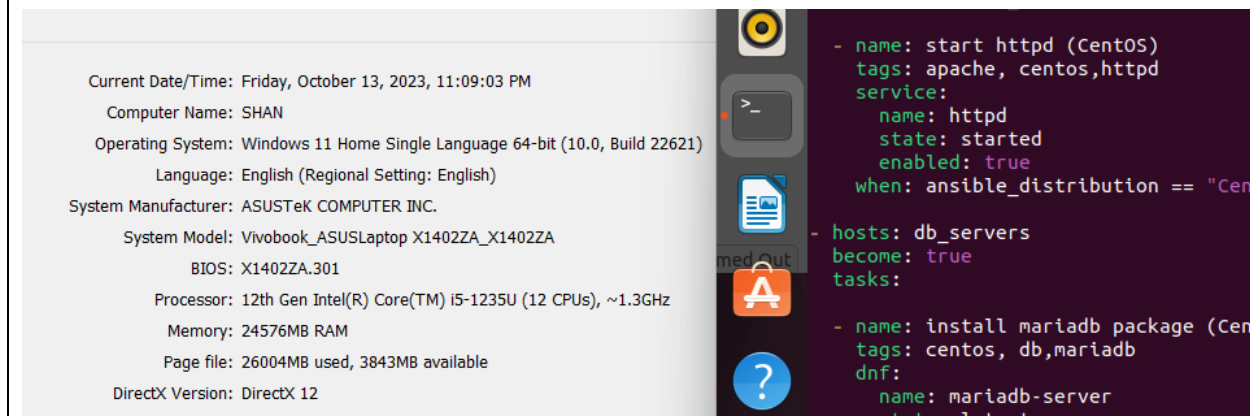 Current Date/Time: Friday, October 13, 2023, 11:09:03 PM
Computer Name: SHAN
Operating System: Windows 11 Home Single Language 64-bit (10.0, Build 22621)
Language: English (Regional Setting: English)
System Manufacturer: ASUSTeK COMPUTER INC.
System Model: Vivobook_ASUSLaptop X1402ZA_X1402ZA
BIOS: X1402ZA.301
Processor: 12th Gen Intel(R) Core(TM) i5-1235U (12 CPUs), ~1.3GHz
Memory: 24576MB RAM
Page file: 26004MB used, 3843MB available
DirectX Version: DirectX 12
>_
med Out
?
- name: start httpd (CentOS)
tags: apache, centos,httpd
service:
name: httpd
state: started
enabled: true
when: ansible_distribution == "Cen
- hosts: db_servers
become: true
tasks:
- name: install mariadb package (Cen
tags: centos, db,mariadb
dnf:
name: mariadb-server